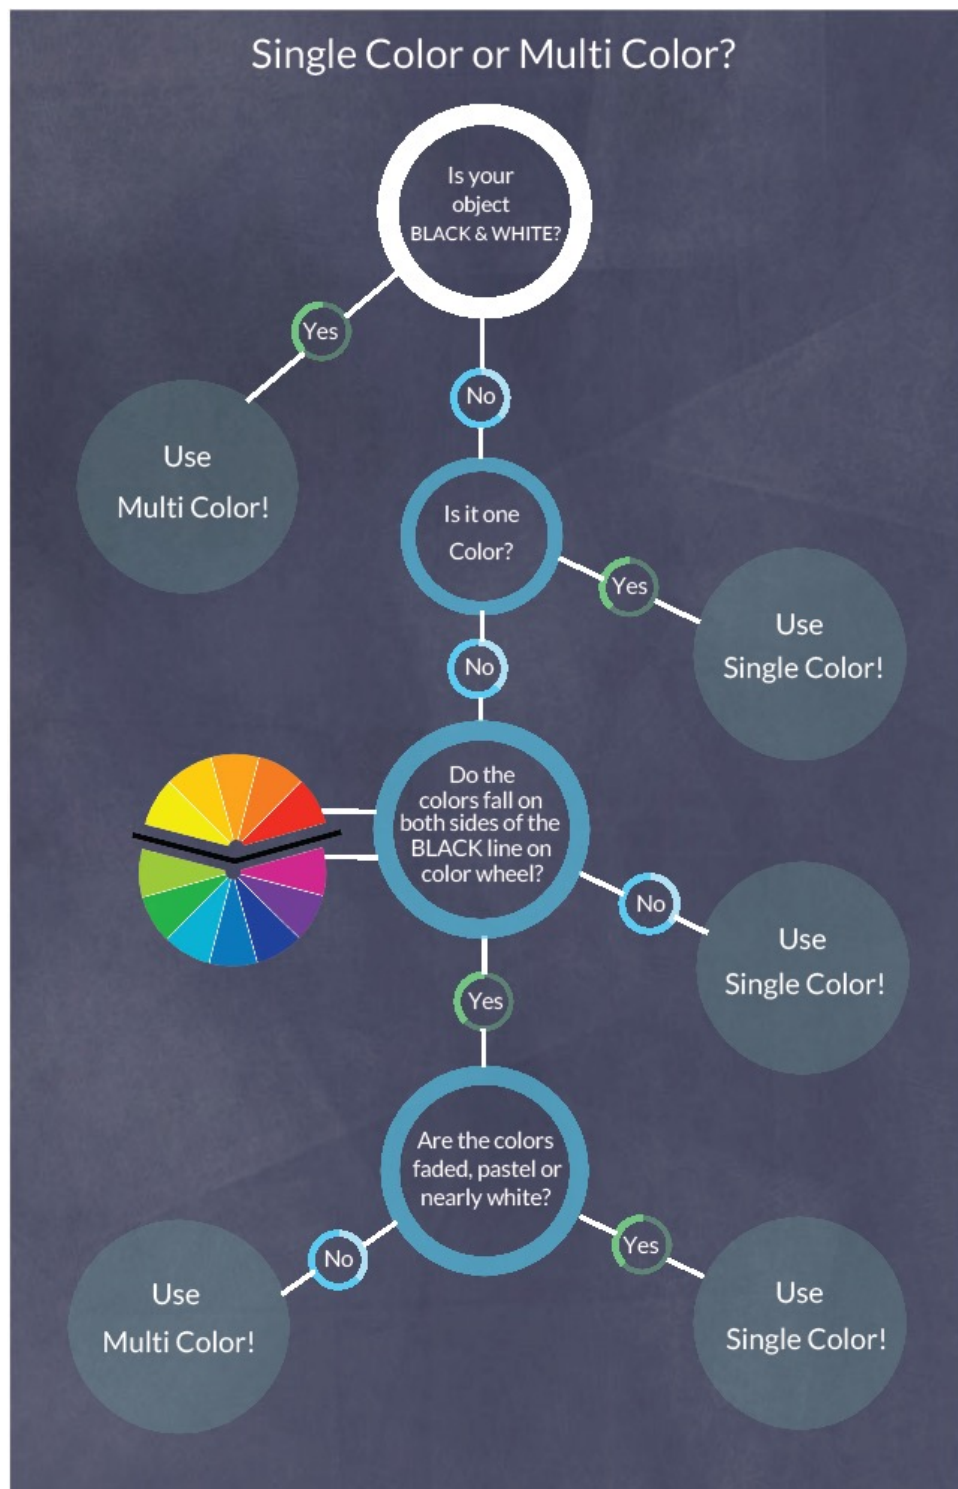 Single Color or Multi Color?
Is your
object
BLACK & WHITE?
Yes
No
Use
Multi Color!
Is it one
Color?
Yes
Use
Single Color!
No
Do the
colors fall on
both sides of the
BLACK line on
color wheel?
No
Use
Single Color!
Yes
Are the colors
faded, pastel or
nearly white?
No
Yes
Use
Multi Color!
Use
Single Color!